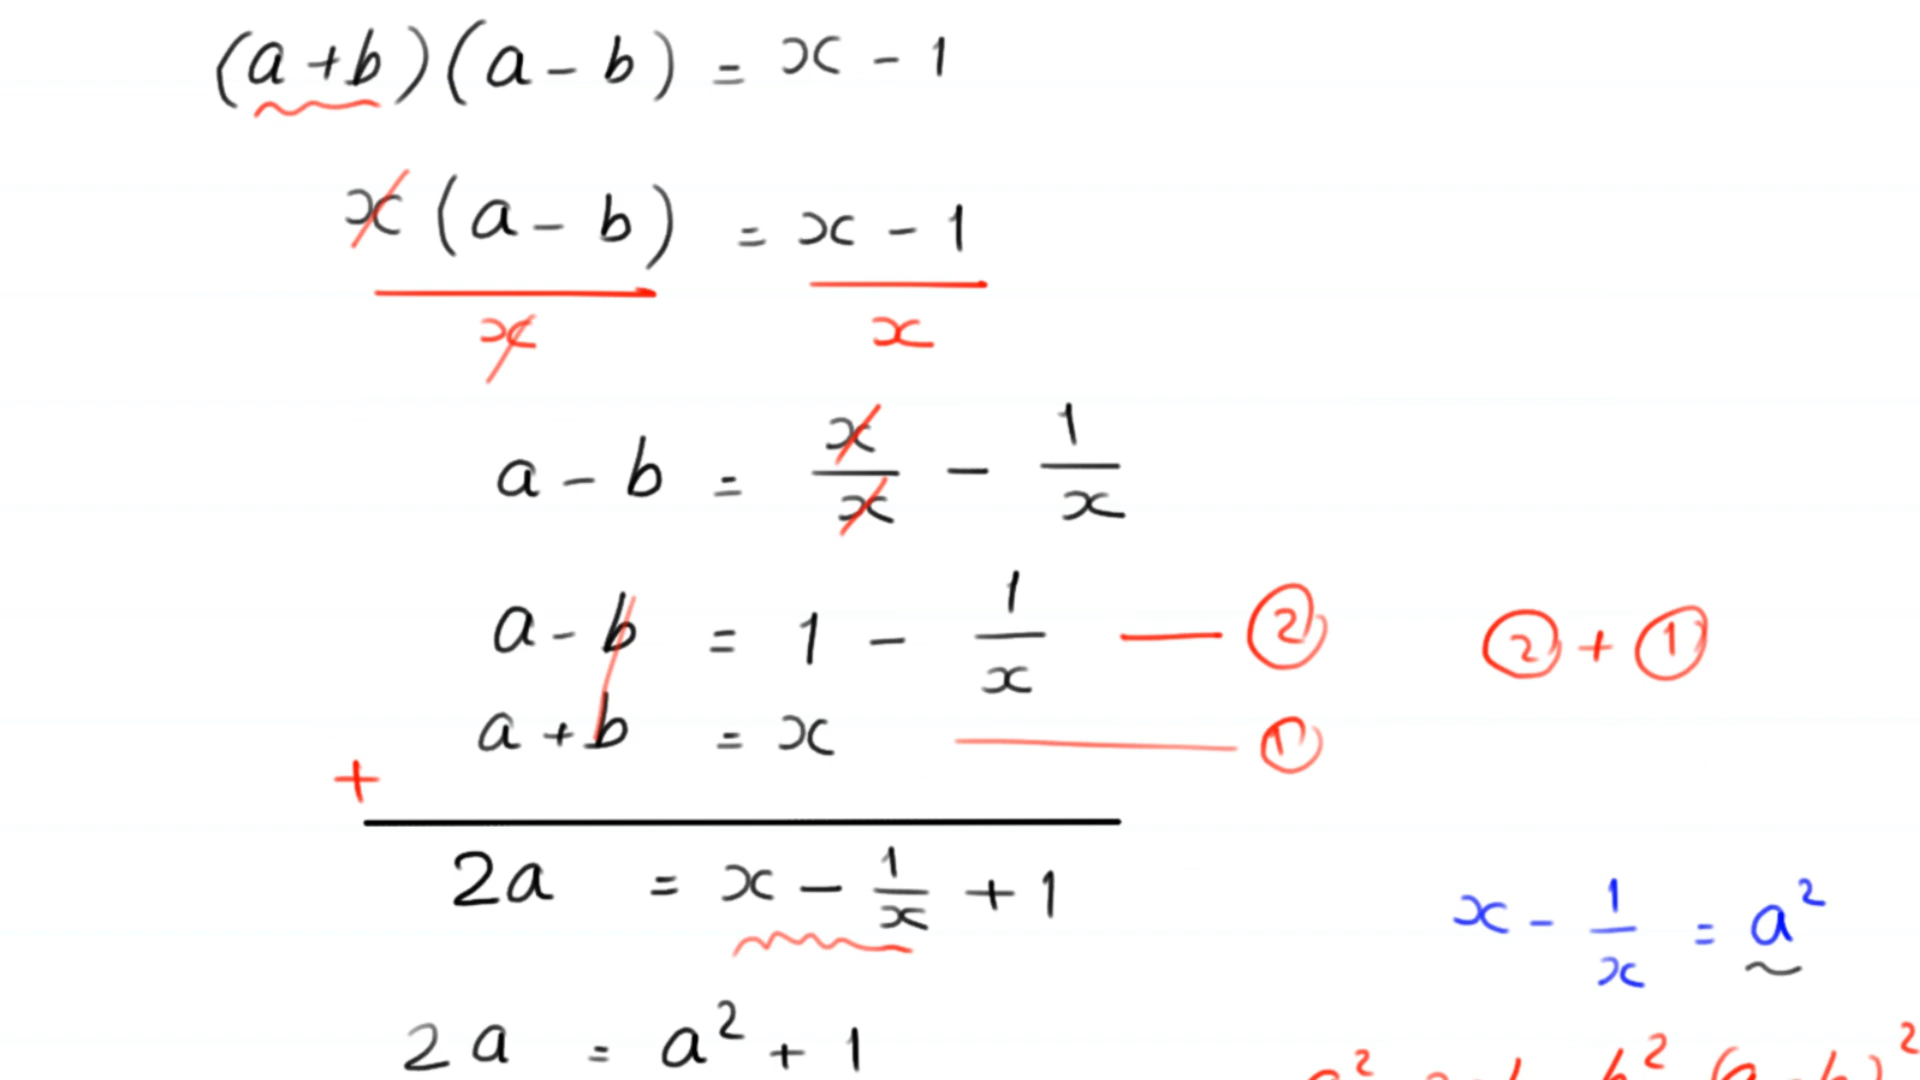 (a + b)(a - b) = x - 1
x(a - b) = x - 1
x x
a - b = x/x - 1/x
a - b = 1 - 1/x — ② ② + ①
a + b = x — ①
+
2a = x - 1/x + 1
x - 1/x = a²
2a = a² + 1